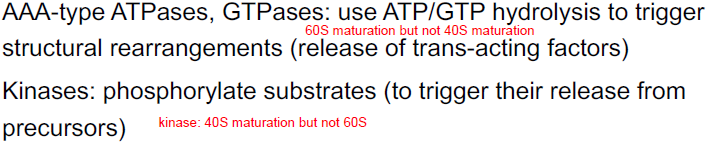 AAA-type ATPases, GTPases: use ATP/GTP hydrolysis to trigger
60S maturation but not 40S maturation
structural rearrangements (release of trans-acting factors)
Kinases: phosphorylate substrates (to trigger their release from
precursors) kinase: 40S maturation but not 60S